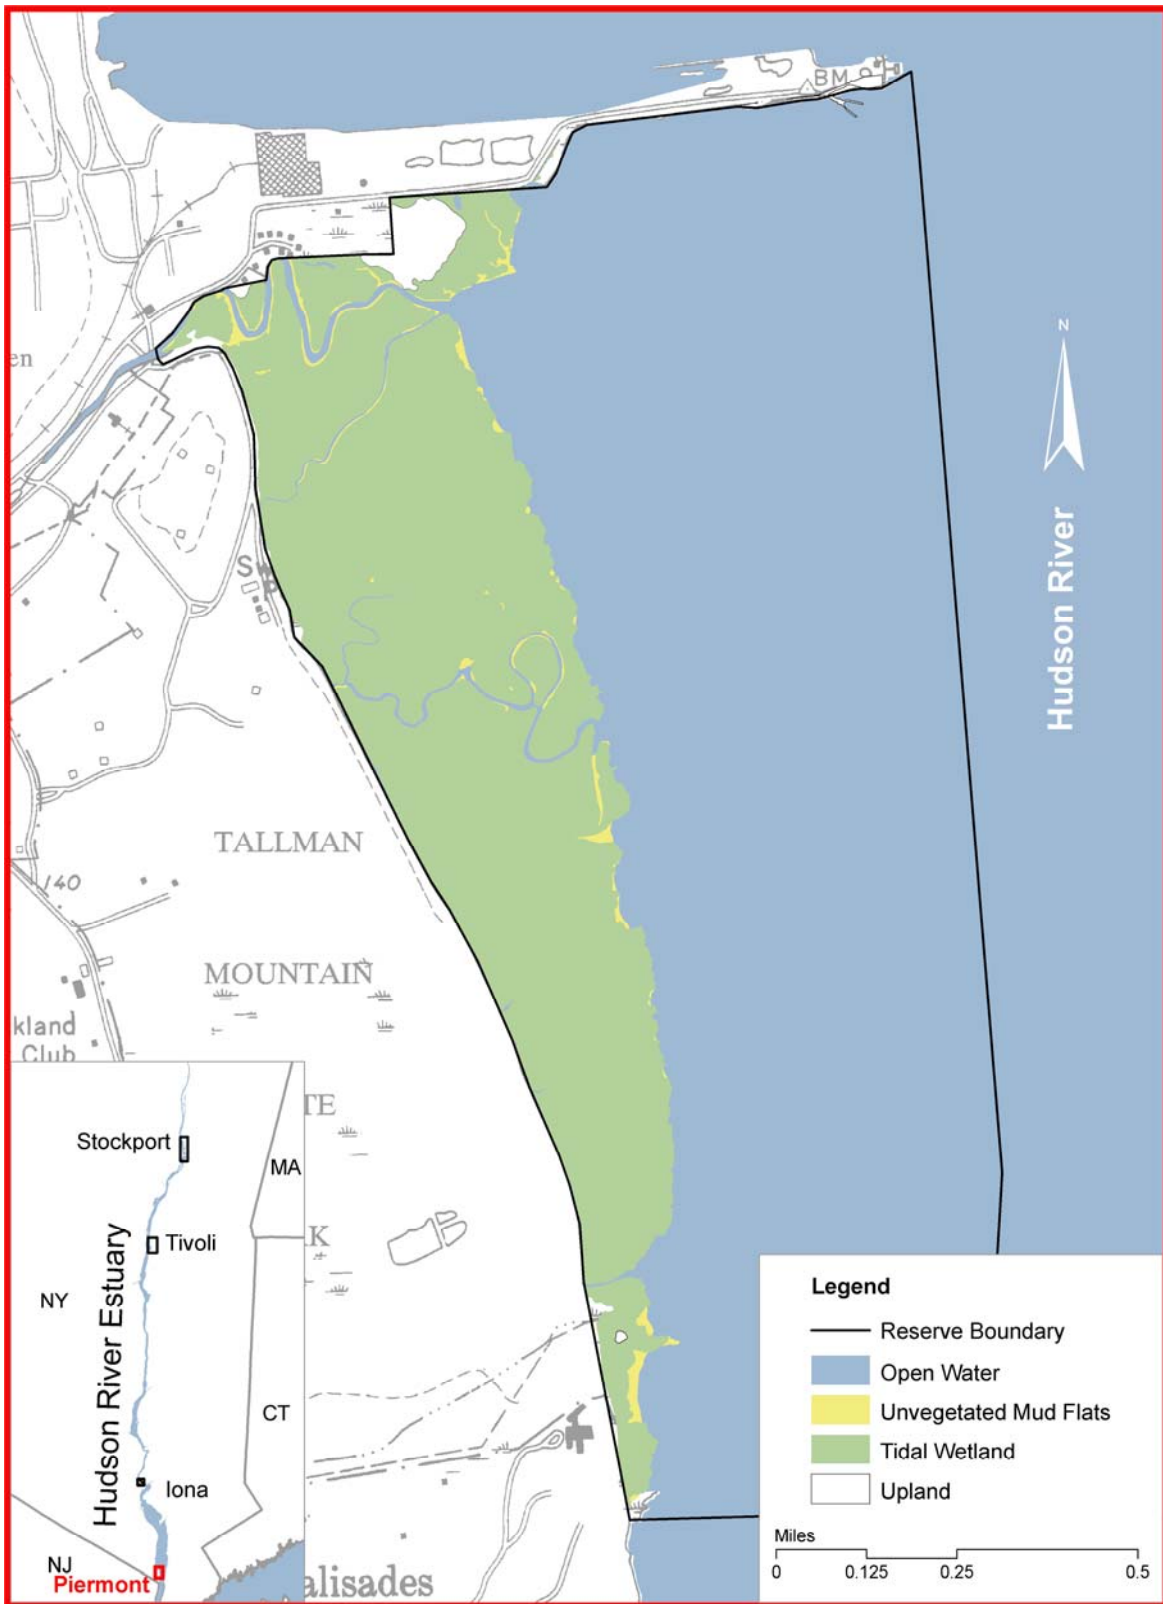 BM
N
Hudson River
en
TALLMAN
140
MOUNTAIN
kland
Club
TE
K
alisades
Stockport
MA
Tivoli
Hudson River Estuary
NY
CT
Iona
NJ
Piermont
Legend
Reserve Boundary
Open Water
Unvegetated Mud Flats
Tidal Wetland
Upland
Miles
0 0.125 0.25 0.5